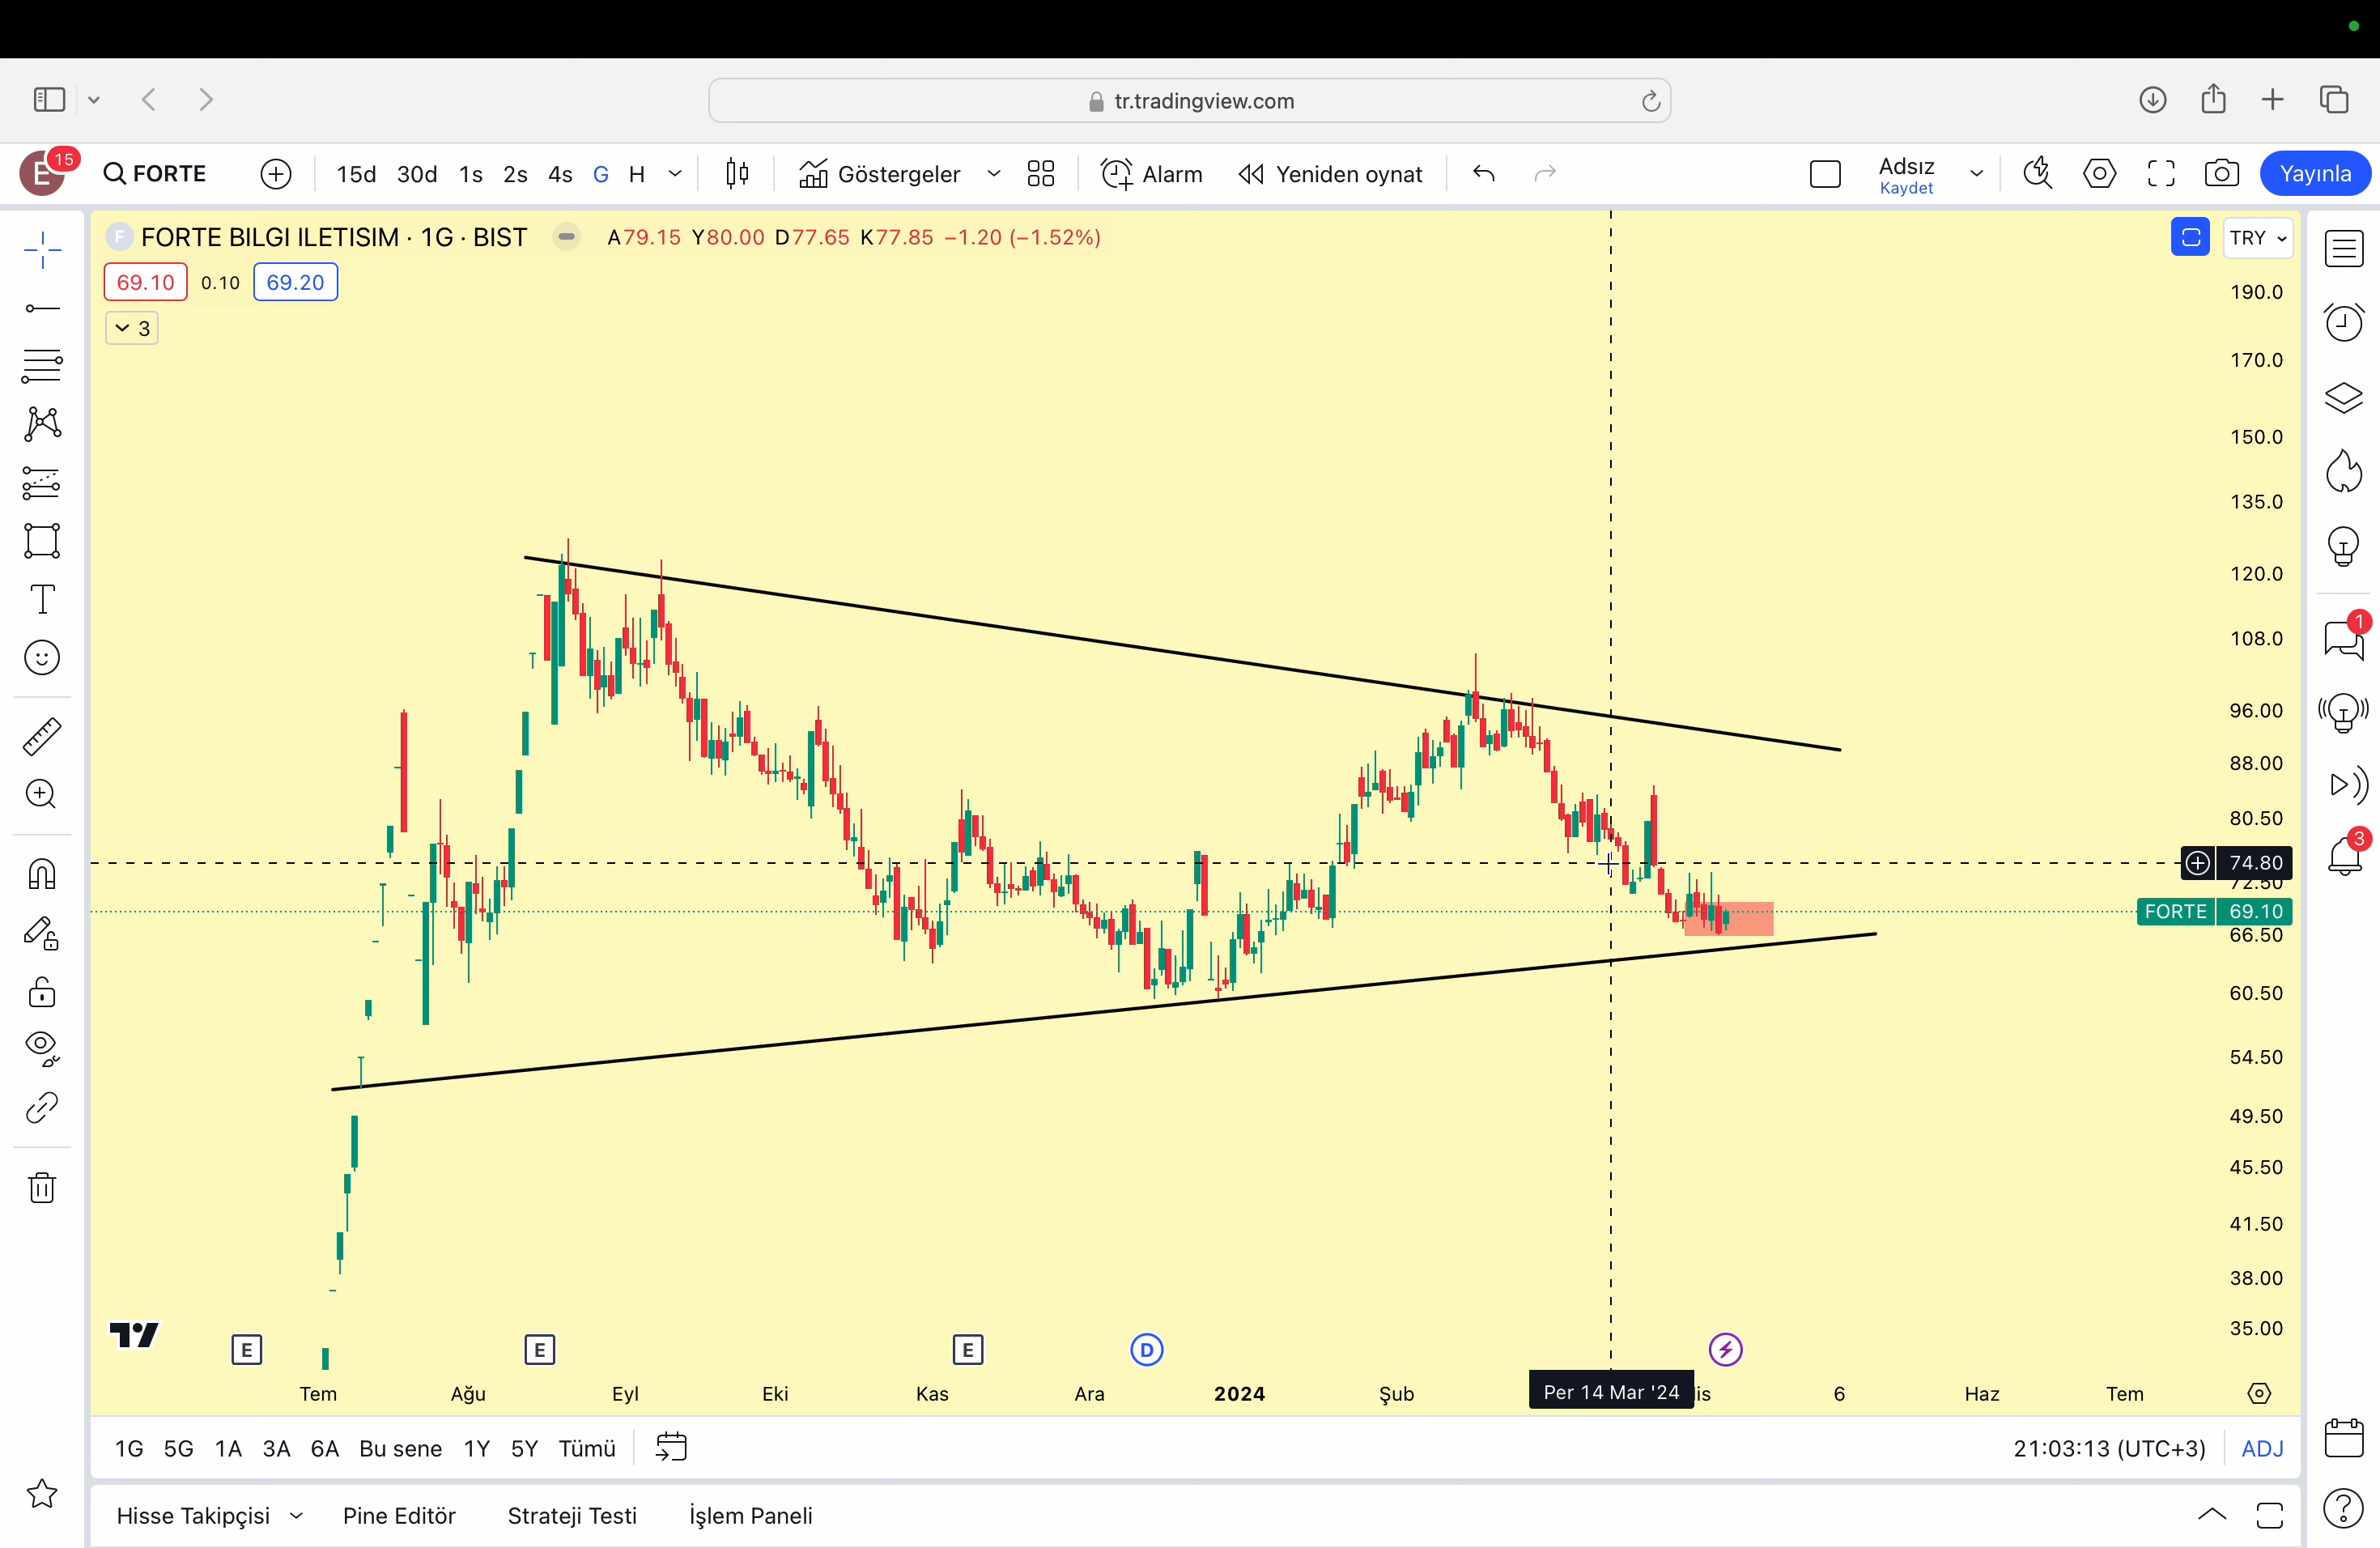 tr.tradingview.com
E 15 FORTE 15d 30d 1s 2s 4s G H Göstergeler Alarm Yeniden oynat Adsız Kaydet Yayınla
F FORTE BILGI ILETISIM · 1G · BIST A79.15 Y80.00 D77.65 K77.85 −1.20 (−1.52%) TRY
69.10 0.10 69.20
3
190.0
170.0
150.0
135.0
120.0
108.0
1
96.00
88.00
80.50
3
74.80
72.50
FORTE 69.10
66.50
60.50
54.50
49.50
45.50
41.50
38.00
35.00
E E E D
Tem Ağu Eyl Eki Kas Ara 2024 Şub Per 14 Mar '24 is 6 Haz Tem
1G 5G 1A 3A 6A Bu sene 1Y 5Y Tümü 21:03:13 (UTC+3) ADJ
Hisse Takipçisi Pine Editör Strateji Testi İşlem Paneli